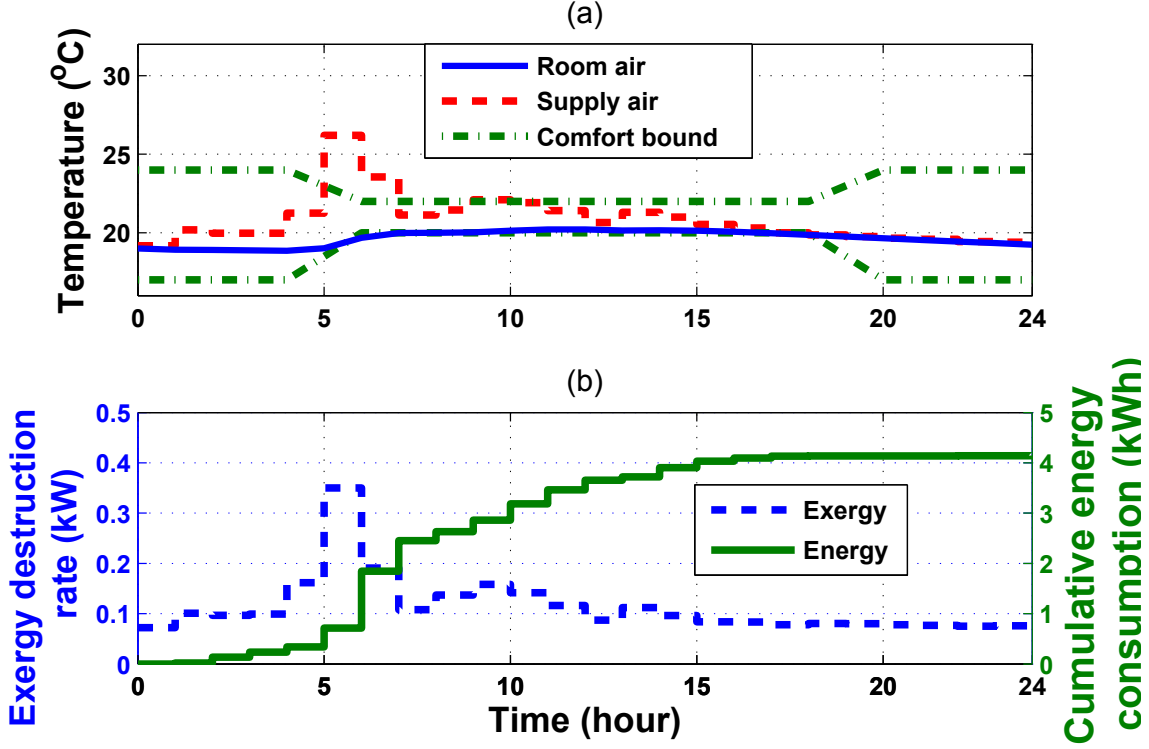 (a)
Temperature (ºC)
30
25
20
Room air
Supply air
Comfort bound
0 5 10 15 20 24
(b)
Exergy destruction
rate (kW)
0.5
0.4
0.3
0.2
0.1
0
Exergy
Energy
5
4
3
2
1
0
Cumulative energy
consumption (kWh)
0 5 10 15 20 24
Time (hour)